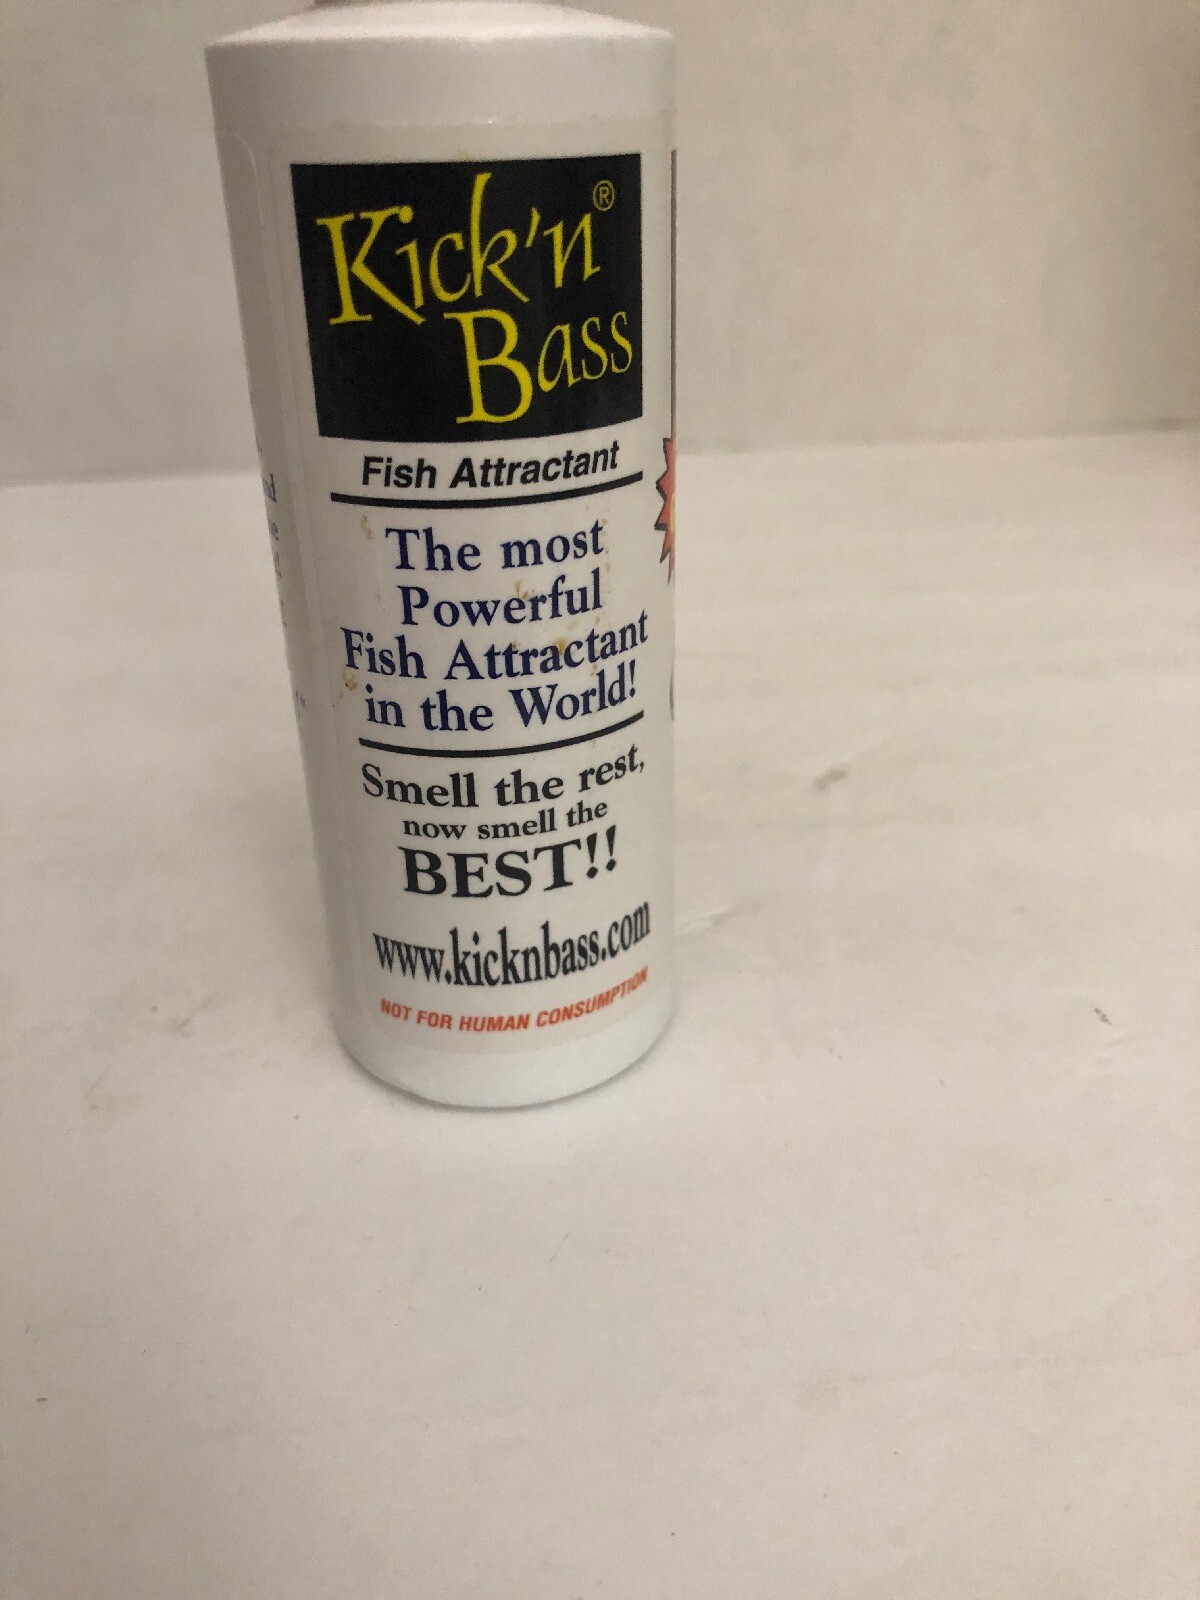 Kick'n®
Bass
Fish Attractant
The most
Powerful
Fish Attractant
in the World!
Smell the rest,
now smell the
BEST!!
www.kicknbass.com
NOT FOR HUMAN CONSUMPTION